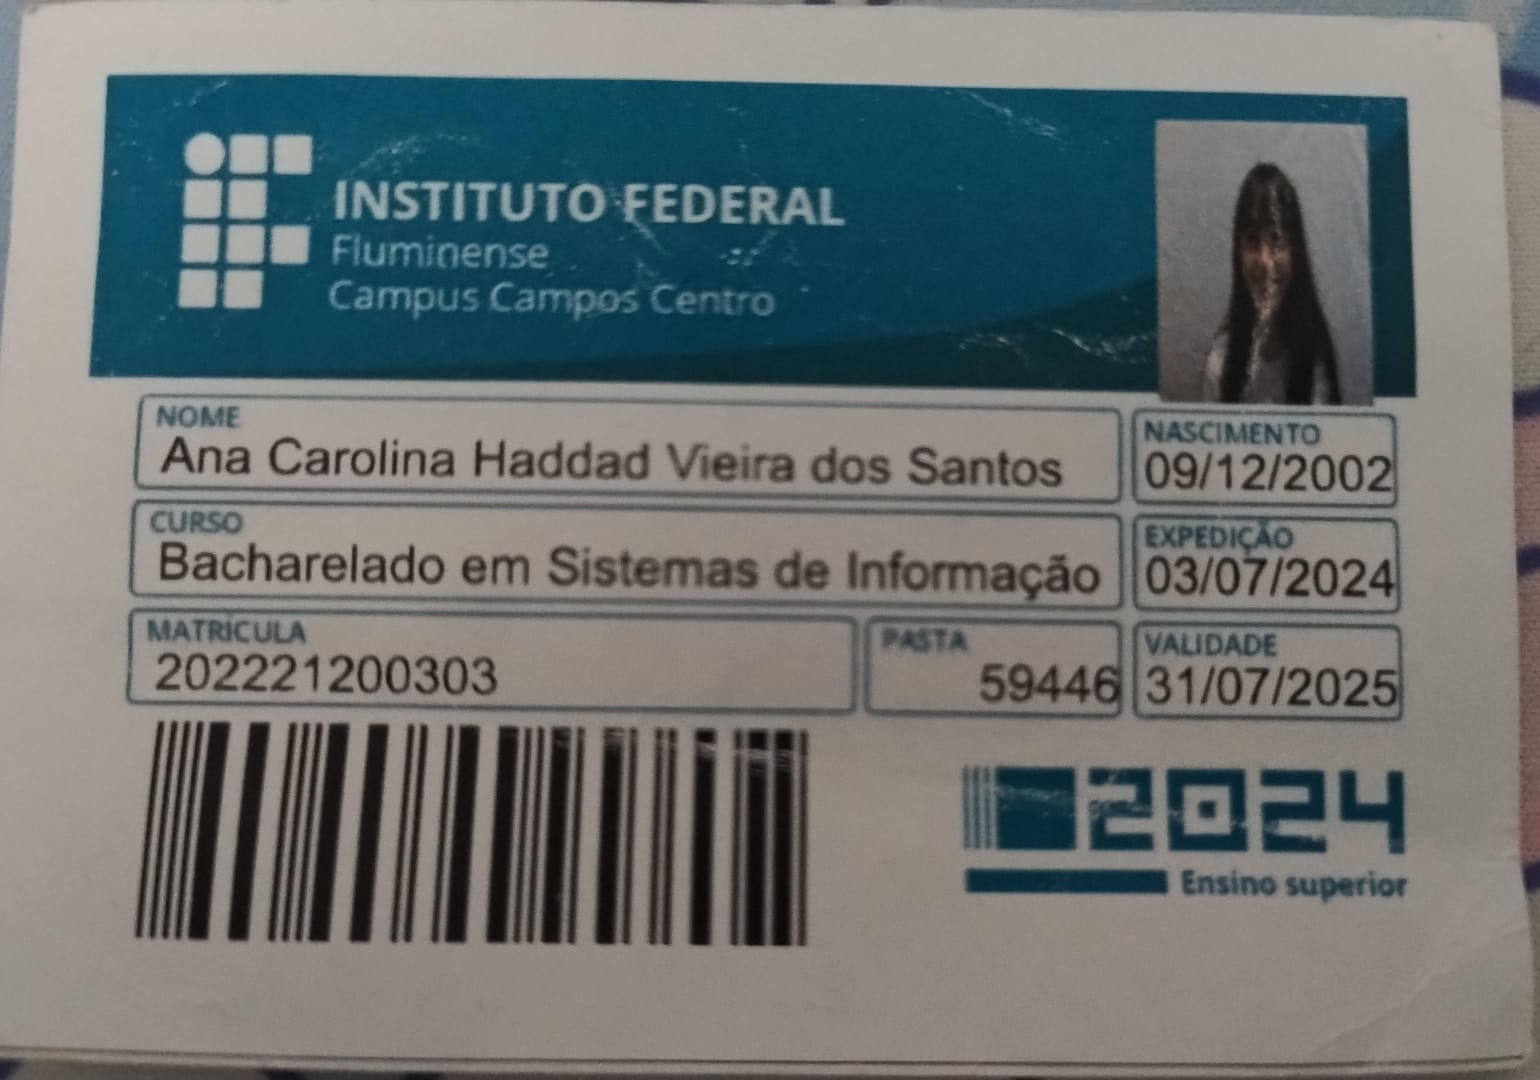 INSTITUTO FEDERAL
Fluminense
Campus Campos Centro
NOME
Ana Carolina Haddad Vieira dos Santos
NASCIMENTO
09/12/2002
CURSO
Bacharelado em Sistemas de Informação
EXPEDIÇÃO
03/07/2024
MATRÍCULA
202221200303
PASTA
59446
VALIDADE
31/07/2025
2024
Ensino superior